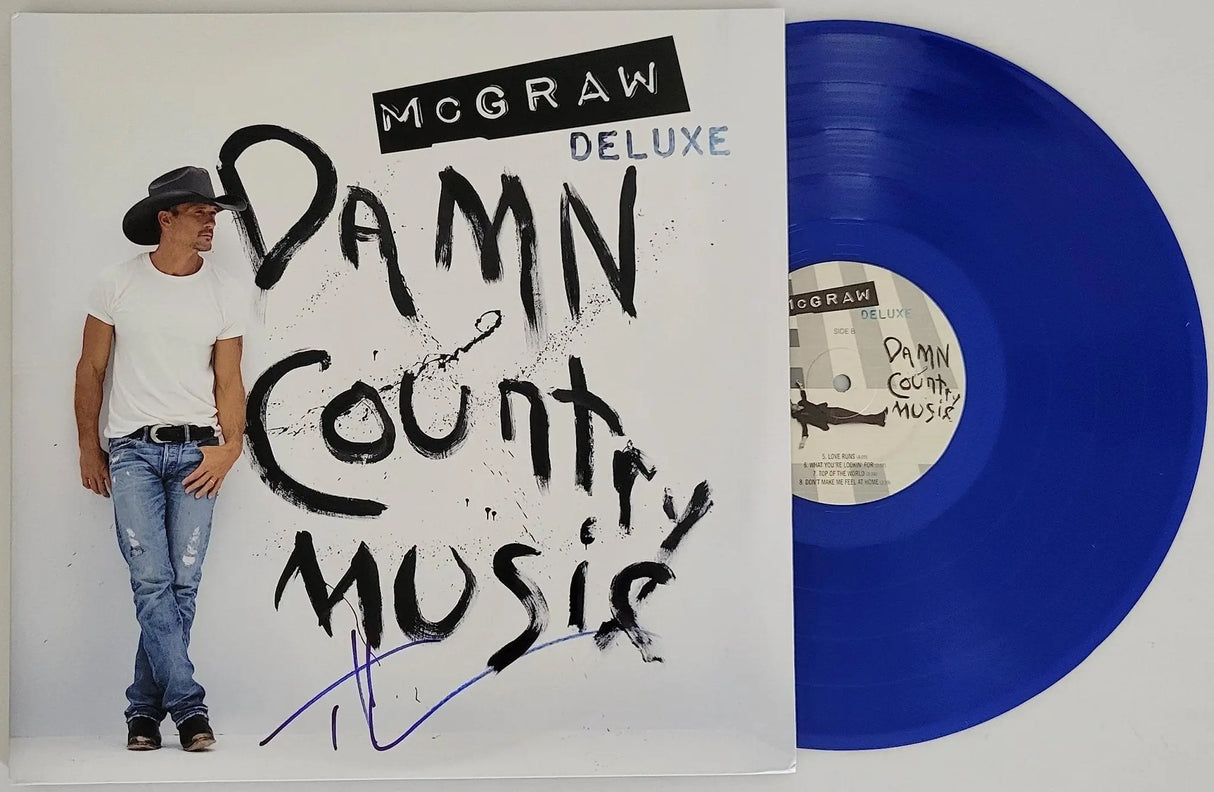 McGRAW
DELUXE
DAMN
COUntry
MUSic
McGRAW
DELUXE
SIDE B
DAMN
COUntry
MUSic
5. LOVE RUNS
6. WHAT YOU'RE LOOKIN' FOR
7. TOP OF THE WORLD
8. DON'T MAKE ME FEEL AT HOME